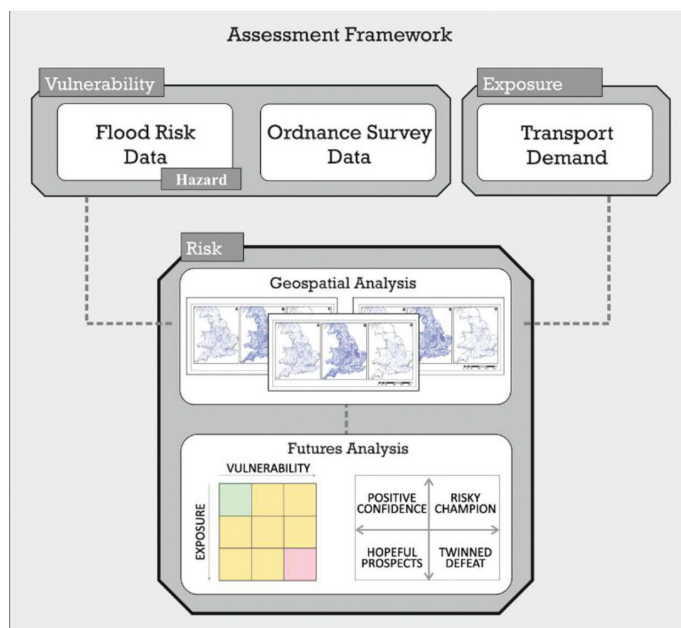 Assessment Framework
Vulnerability
Flood Risk
Data
Hazard
Ordnance Survey
Data
Exposure
Transport
Demand
Risk
Geospatial Analysis
Futures Analysis
VULNERABILITY
EXPOSURE
POSITIVE
CONFIDENCE
RISKY
CHAMPION
HOPEFUL
PROSPECTS
TWINNED
DEFEAT